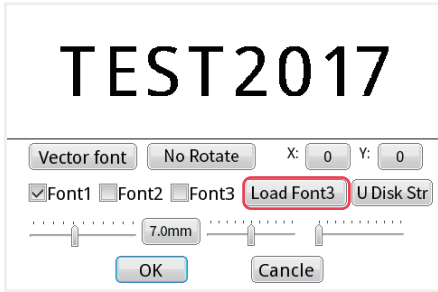 TEST2017
Vector font No Rotate X: 0 Y: 0
Font1 Font2 Font3 Load Font3 U Disk Str
7.0mm
OK Cancle